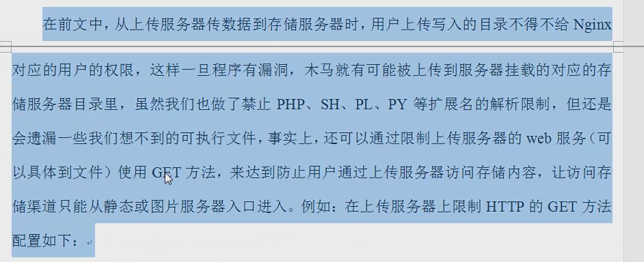 在前文中，从上传服务器传数据到存储服务器时，用户上传写入的目录不得不给 Nginx
对应的用户的权限，这样一旦程序有漏洞，木马就有可能被上传到服务器挂载的对应的存
储服务器目录里，虽然我们也做了禁止 PHP、SH、PL、PY 等扩展名的解析限制，但还是
会遗漏一些我们想不到的可执行文件，事实上，还可以通过限制上传服务器的 web 服务（可
以具体到文件）使用 GET 方法，来达到防止用户通过上传服务器访问存储内容，让访问存
储渠道只能从静态或图片服务器入口进入。例如：在上传服务器上限制 HTTP 的 GET 方法
配置如下：